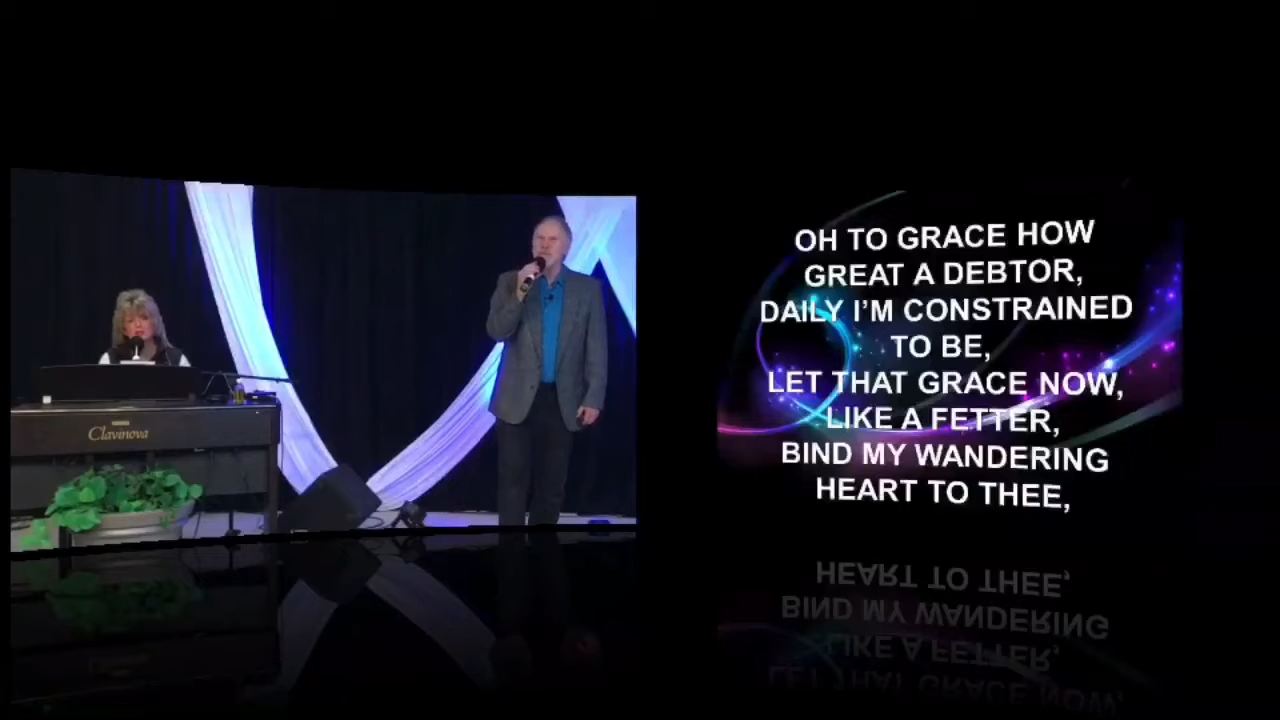 Clavinova
OH TO GRACE HOW
GREAT A DEBTOR,
DAILY I'M CONSTRAINED
TO BE,
LET THAT GRACE NOW,
LIKE A FETTER,
BIND MY WANDERING
HEART TO THEE,